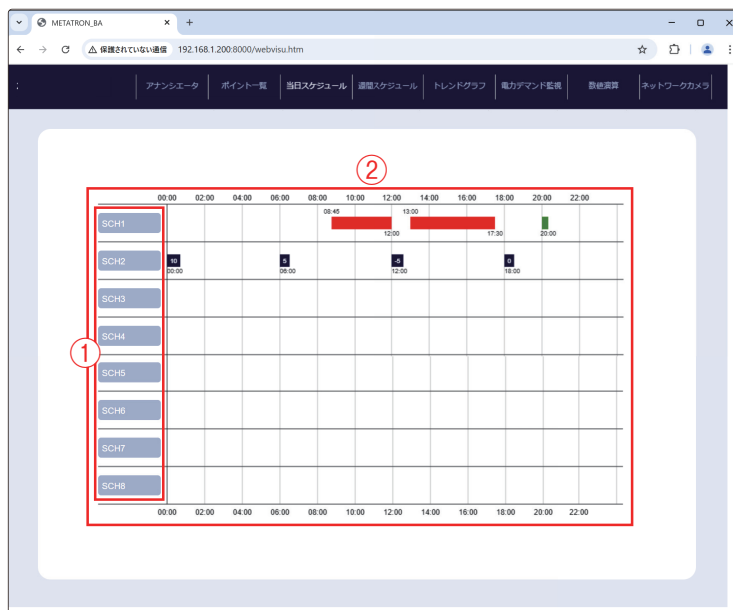 METATRON_BA
保護されていない通信 192.168.1.200:8000/webvisu.htm
アナンシエータ ポイント一覧 当日スケジュール 週間スケジュール トレンドグラフ 電力デマンド監視 数値演算 ネットワークカメラ
②
00:00 02:00 04:00 06:00 08:00 10:00 12:00 14:00 16:00 18:00 20:00 22:00
08:45 13:00
SCH1
12:00 17:30 20:00
SCH2 10 5 -5 0
00:00 06:00 12:00 18:00
SCH3
SCH4
①
SCH5
SCH6
SCH7
SCH8
00:00 02:00 04:00 06:00 08:00 10:00 12:00 14:00 16:00 18:00 20:00 22:00